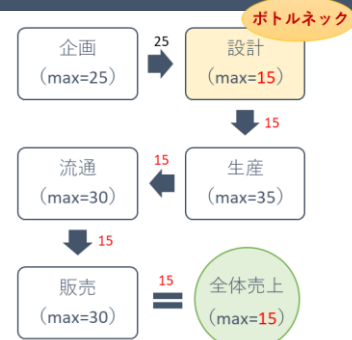 ボトルネック
企画
（max=25）
25
設計
（max=15）
15
生産
（max=35）
15
流通
（max=30）
15
販売
（max=30）
15
全体売上
（max=15）